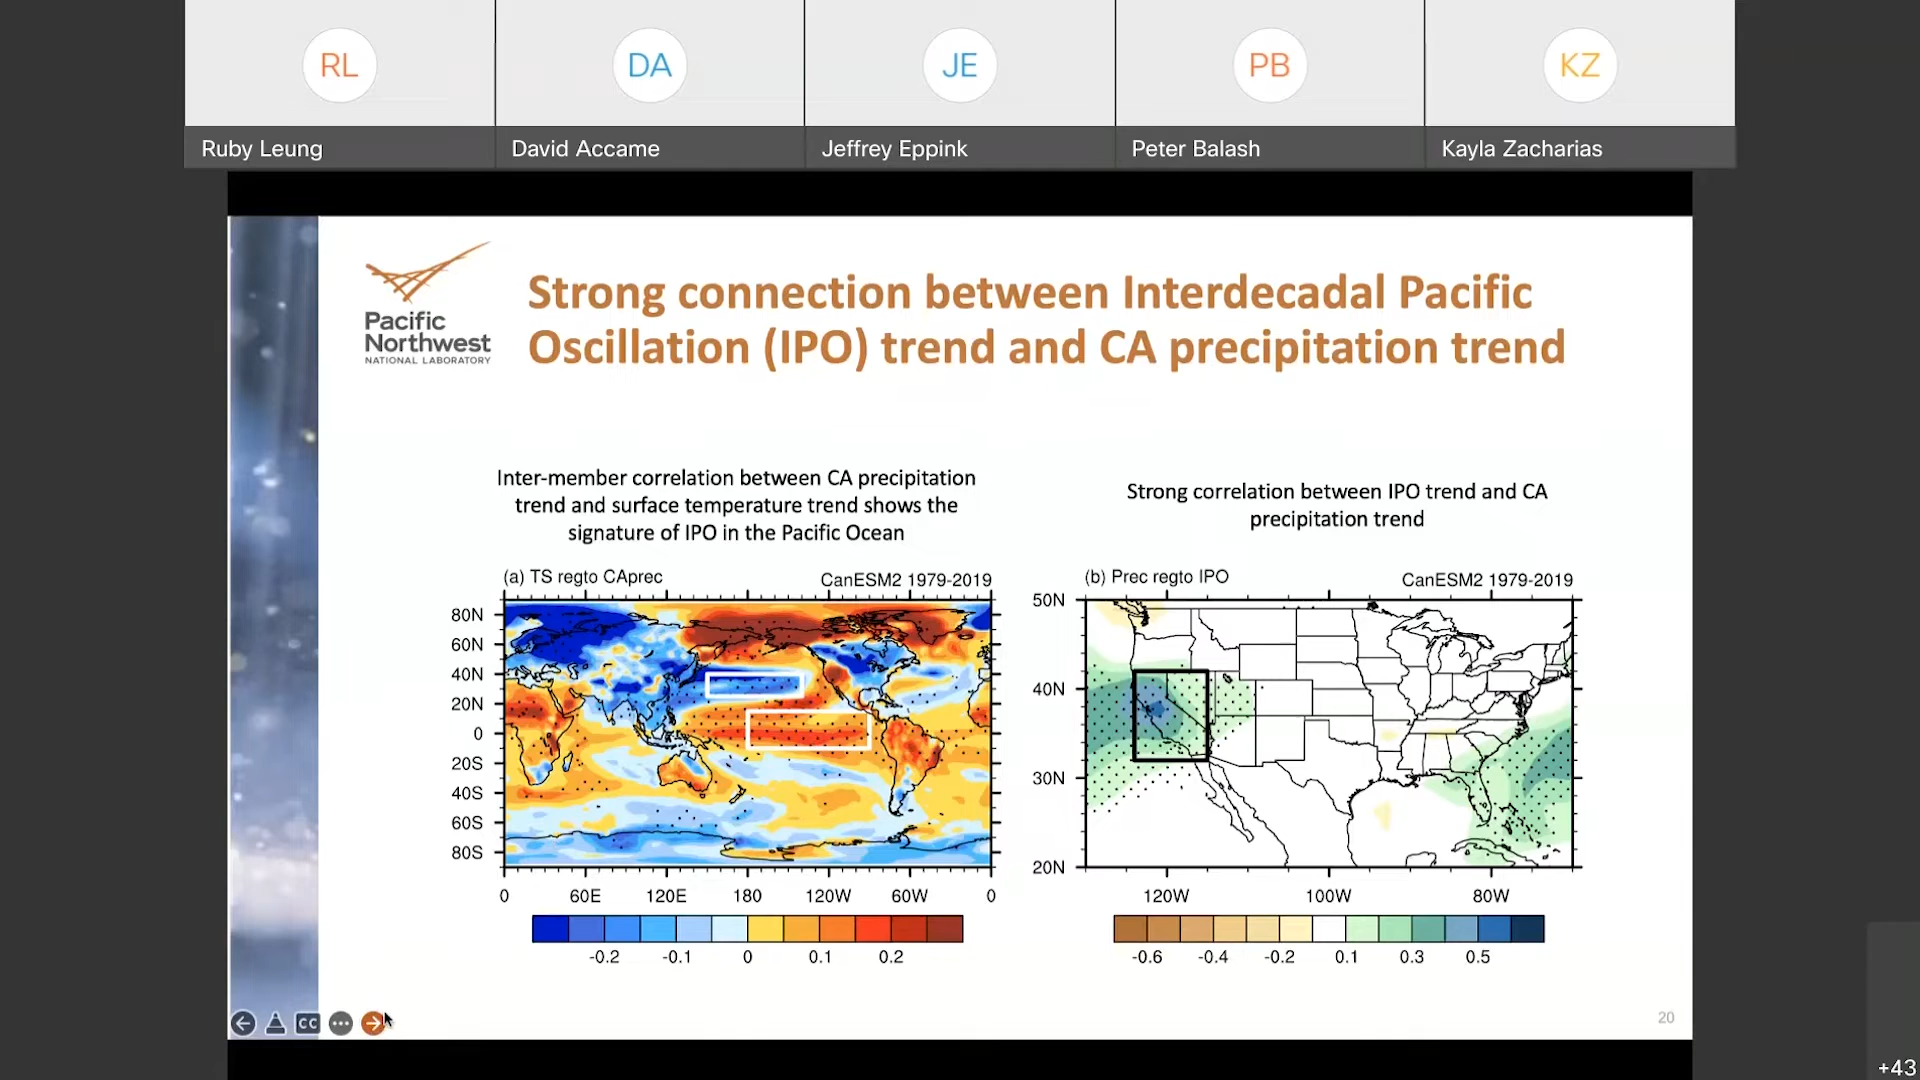 RL
DA
JE
PB
KZ
Ruby Leung
David Accame
Jeffrey Eppink
Peter Balash
Kayla Zacharias
Pacific
Northwest
NATIONAL LABORATORY
Strong connection between Interdecadal Pacific
Oscillation (IPO) trend and CA precipitation trend
Inter-member correlation between CA precipitation
trend and surface temperature trend shows the
signature of IPO in the Pacific Ocean
(a) TS regto CAprec
CanESM2 1979-2019
80N
60N
40N
20N
0
20S
40S
60S
80S
0 60E 120E 180 120W 60W 0
-0.2 -0.1 0 0.1 0.2
Strong correlation between IPO trend and CA
precipitation trend
(b) Prec regto IPO
CanESM2 1979-2019
50N
40N
30N
20N
120W 100W 80W
-0.6 -0.4 -0.2 0.1 0.3 0.5
CC
20
+43